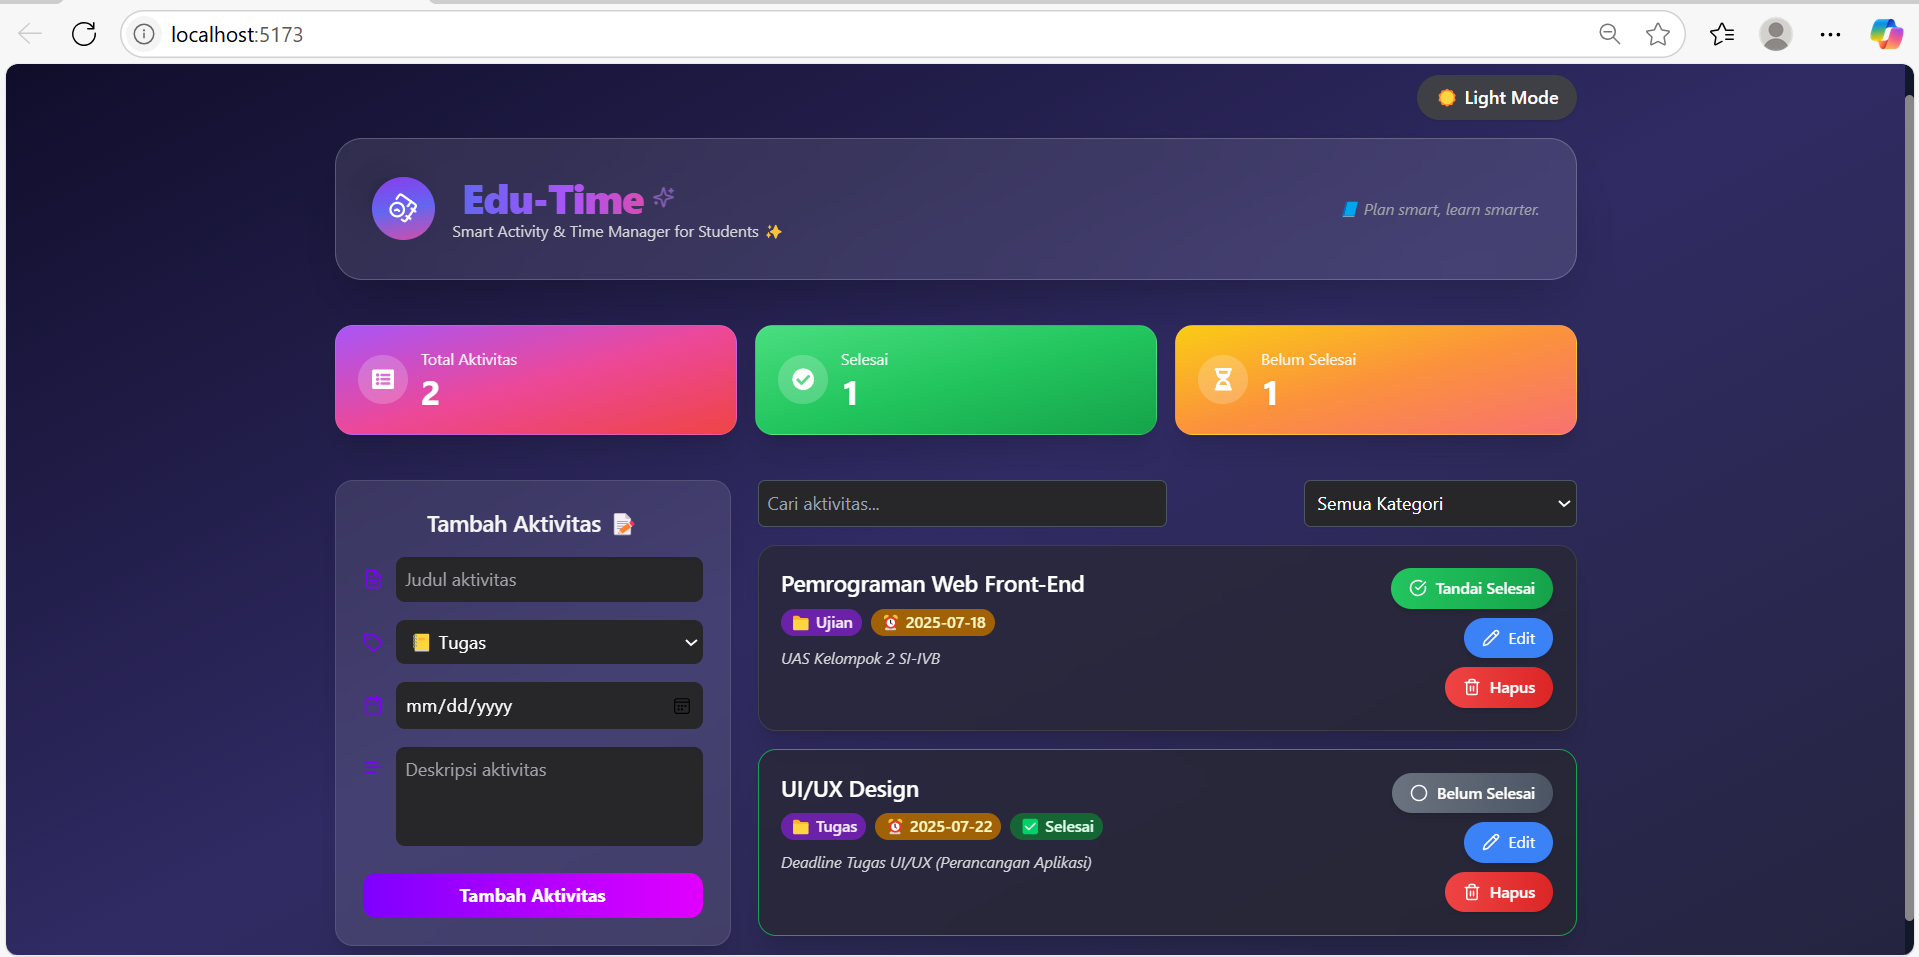 localhost:5173
Light Mode
Edu-Time
Smart Activity & Time Manager for Students ✨
📘 Plan smart, learn smarter.
Total Aktivitas
2
Selesai
1
Belum Selesai
1
Tambah Aktivitas 📝
Judul aktivitas
📒 Tugas
mm/dd/yyyy
Deskripsi aktivitas
Tambah Aktivitas
Cari aktivitas...
Semua Kategori
Pemrograman Web Front-End
📁 Ujian ⏰ 2025-07-18
UAS Kelompok 2 SI-IVB
Tandai Selesai
Edit
Hapus
UI/UX Design
📁 Tugas ⏰ 2025-07-22 ✅ Selesai
Deadline Tugas UI/UX (Perancangan Aplikasi)
Belum Selesai
Edit
Hapus